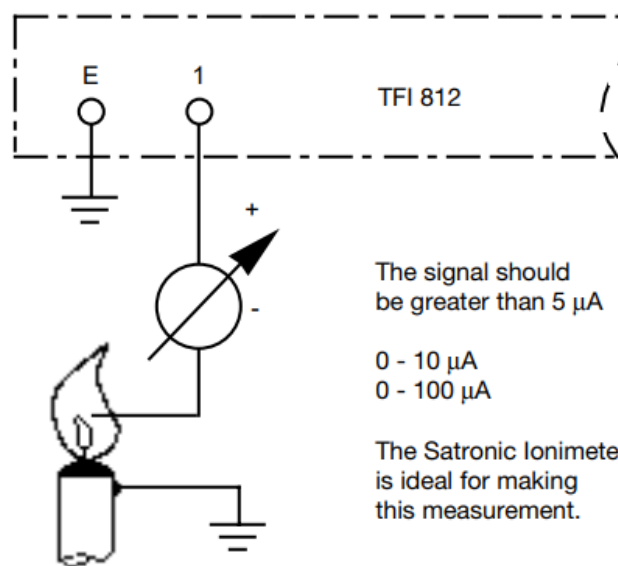 E
1
TFI 812
+
-
The signal should
be greater than 5 µA
0 - 10 µA
0 - 100 µA
The Satronic Ionimete
is ideal for making
this measurement.